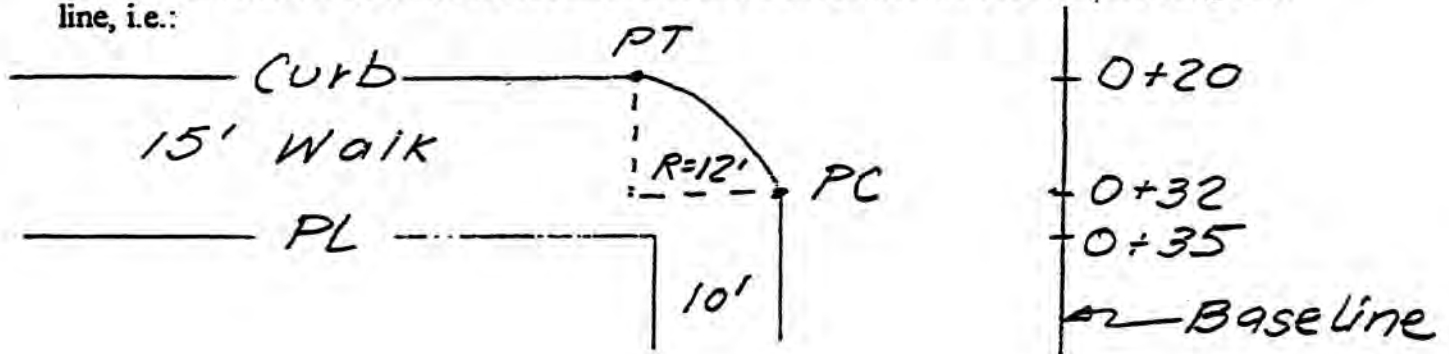 line, i.e.:
PT
Curb
0+20
15' Walk
R=12'
PC
0+32
PL
0+35
10'
Baseline